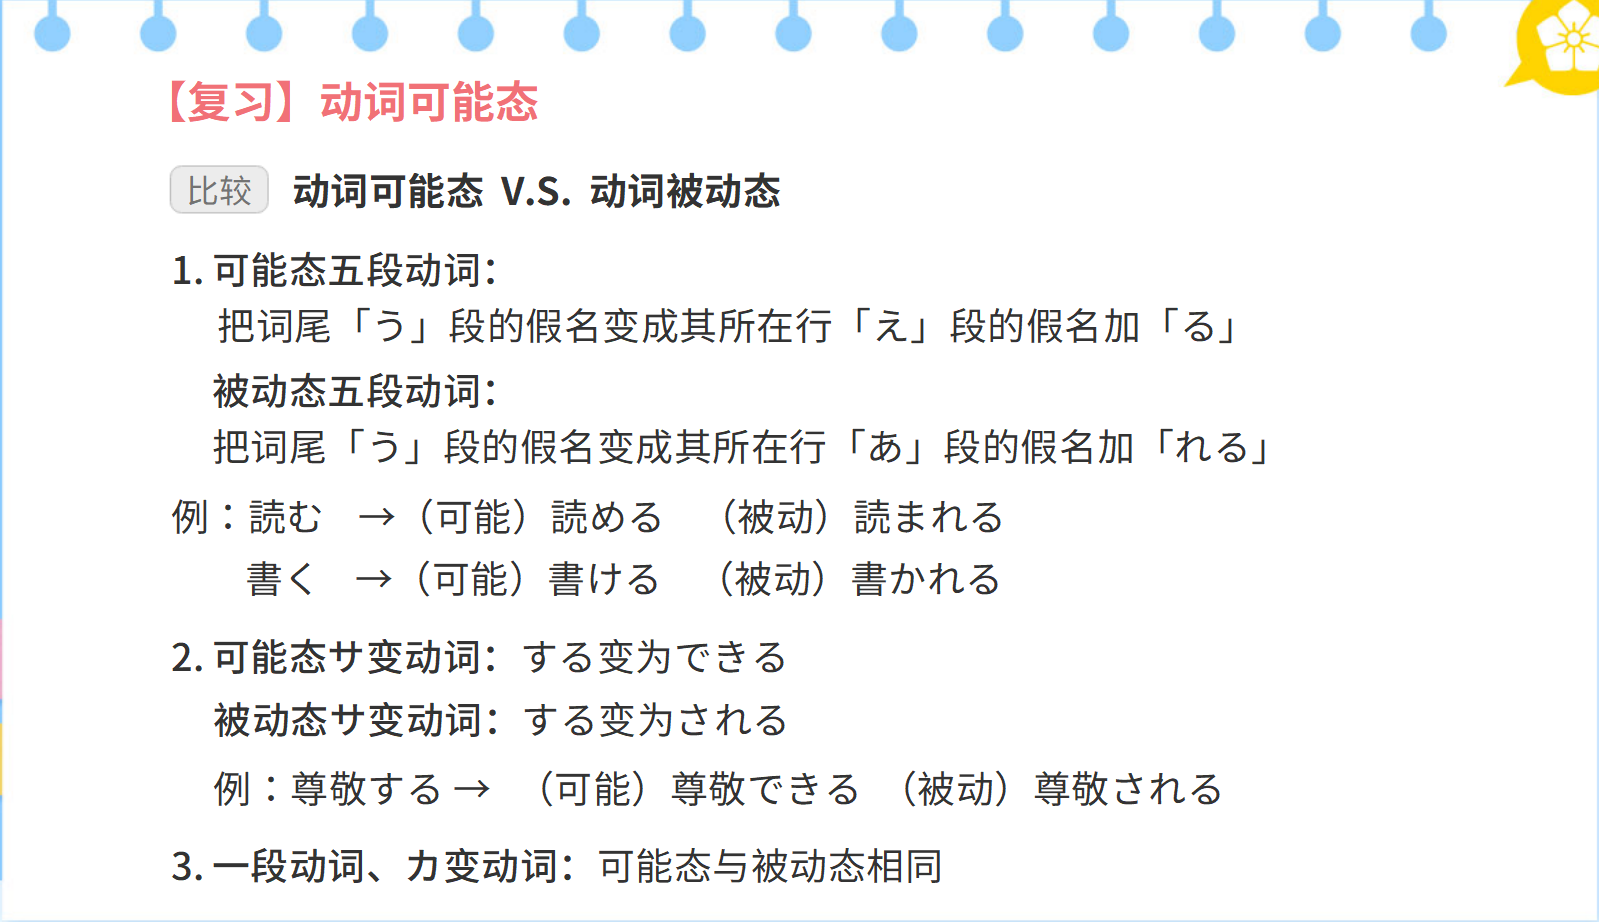 【复习】动词可能态
比较 动词可能态 V.S. 动词被动态
1. 可能态五段动词：
把词尾「う」段的假名变成其所在行「え」段的假名加「る」
被动态五段动词：
把词尾「う」段的假名变成其所在行「あ」段的假名加「れる」
例：読む →（可能）読める （被动）読まれる
書く →（可能）書ける （被动）書かれる
2. 可能态サ变动词：する变为できる
被动态サ变动词：する变为される
例：尊敬する→ （可能）尊敬できる （被动）尊敬される
3. 一段动词、カ变动词：可能态与被动态相同